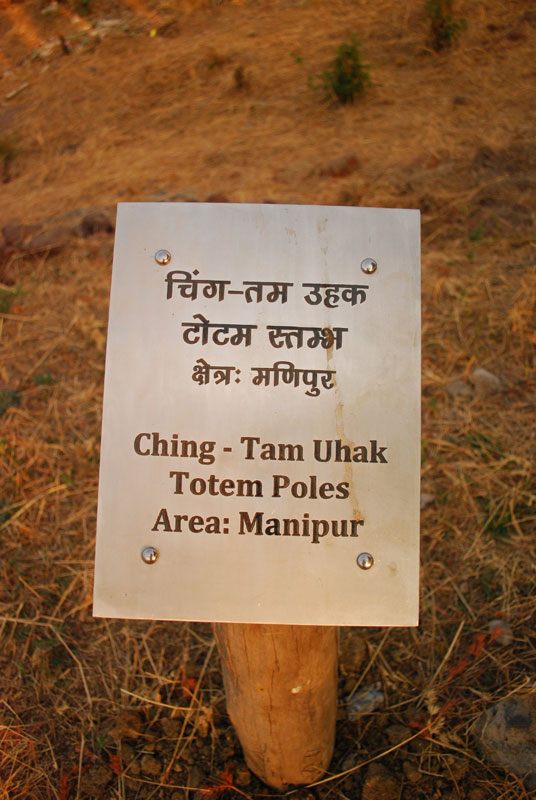 चिंग-तम उहक
टोटम स्तम्भ
क्षेत्रः मणिपुर
Ching - Tam Uhak
Totem Poles
Area: Manipur